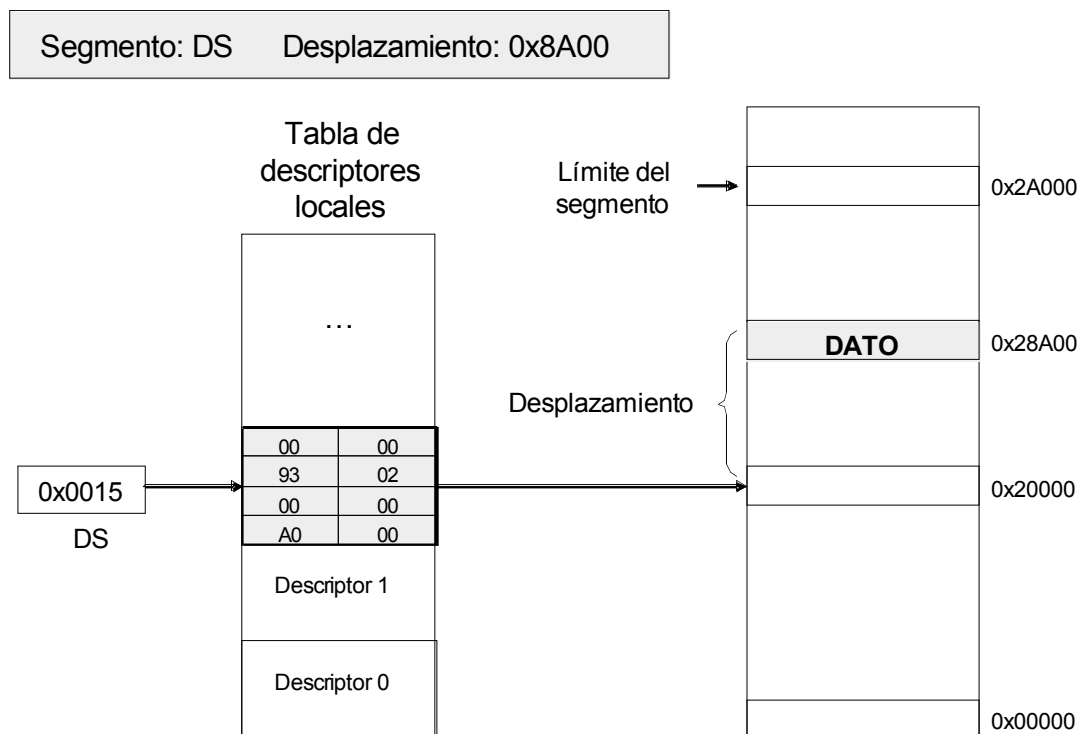 Segmento: DS Desplazamiento: 0x8A00
Tabla de
descriptores
locales
Límite del
segmento
0x2A000
...
DATO
0x28A00
Desplazamiento
00 00
93 02
00 00
A0 00
0x0015
DS
0x20000
Descriptor 1
Descriptor 0
0x00000